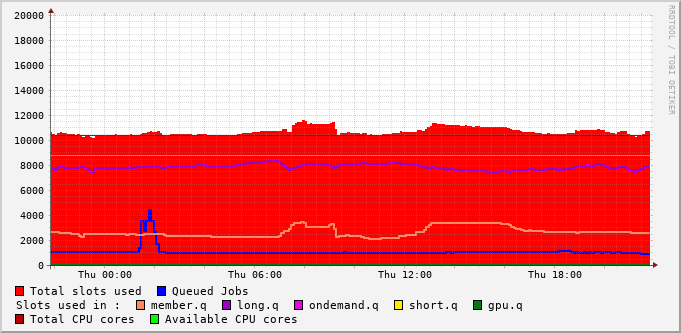 20000
18000
16000
14000
12000
10000
8000
6000
4000
2000
0
Thu 00:00 Thu 06:00 Thu 12:00 Thu 18:00
RRDTOOL / TOBI OETIKER
Total slots used Queued Jobs
Slots used in : member.q long.q ondemand.q short.q gpu.q
Total CPU cores Available CPU cores